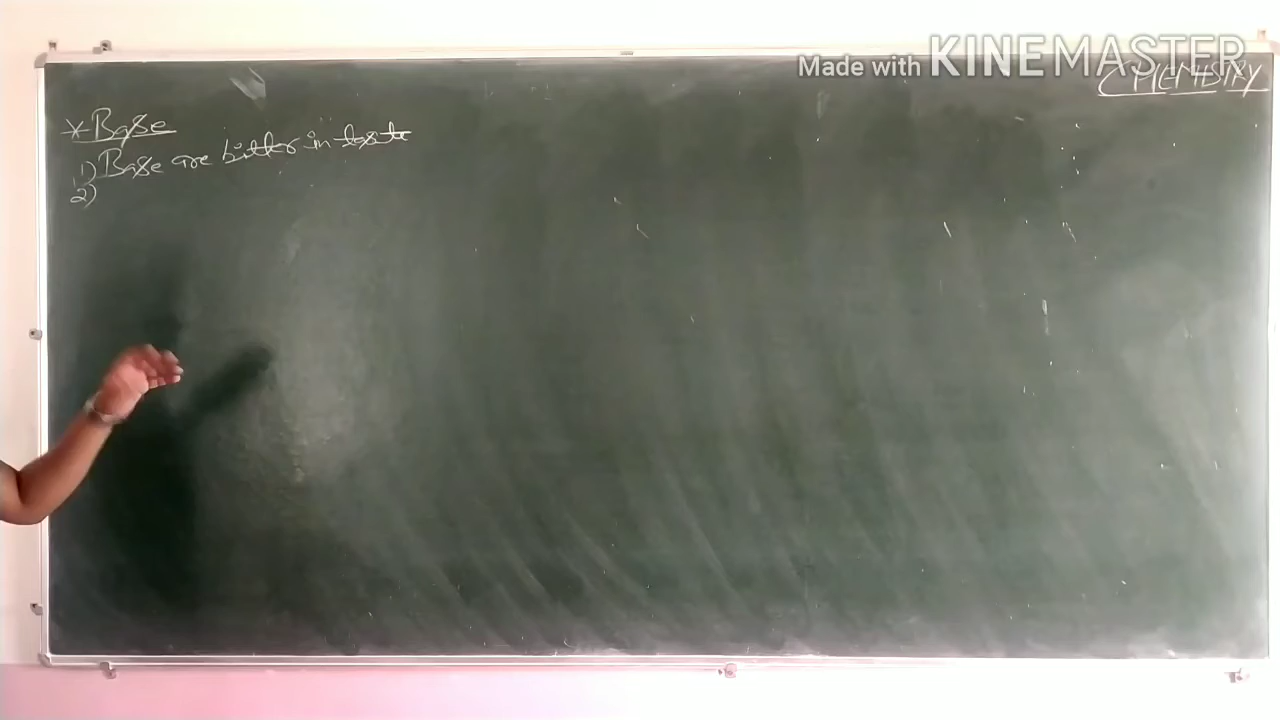 Made with KINEMASTER
CHEMISTRY
* Base
1) Base are bitter in taste
2)